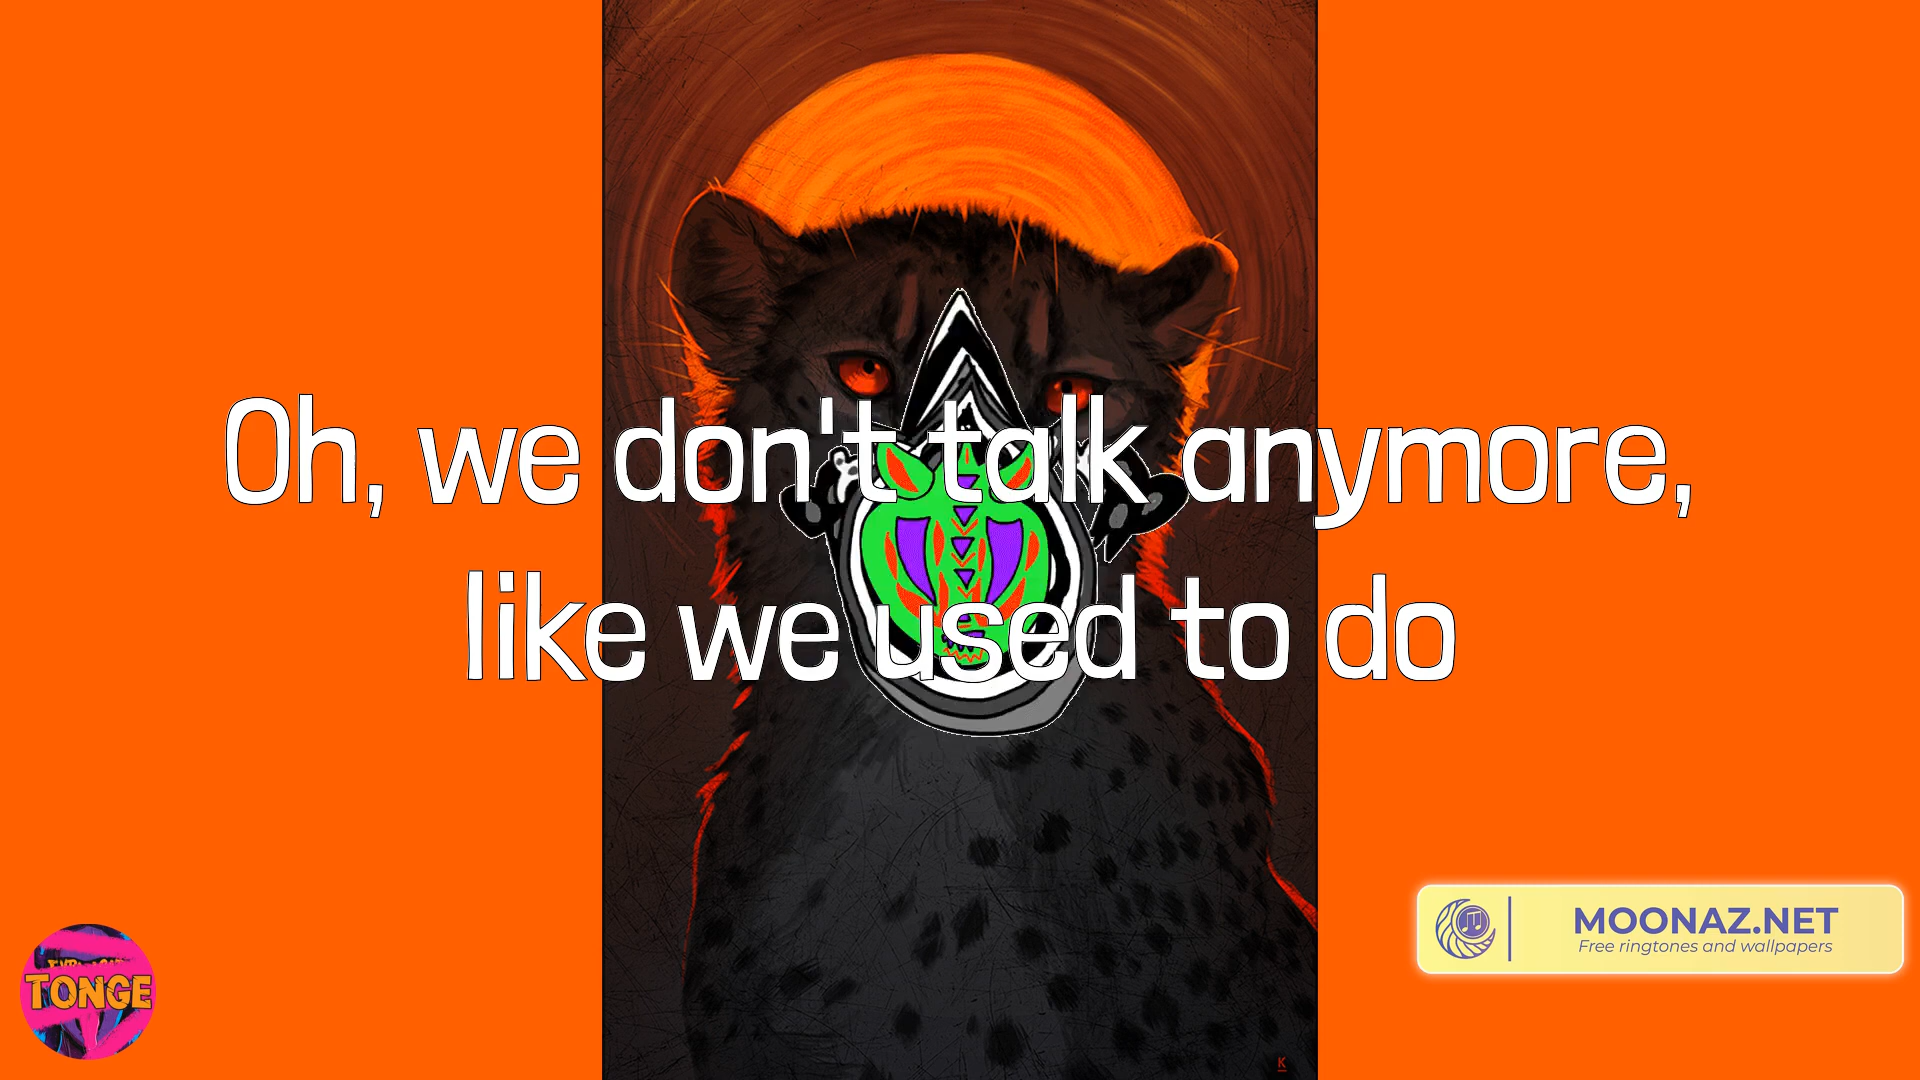 Oh, we don't talk anymore,
like we used to do
MOONAZ.NET
Free ringtones and wallpapers
TONGE
K